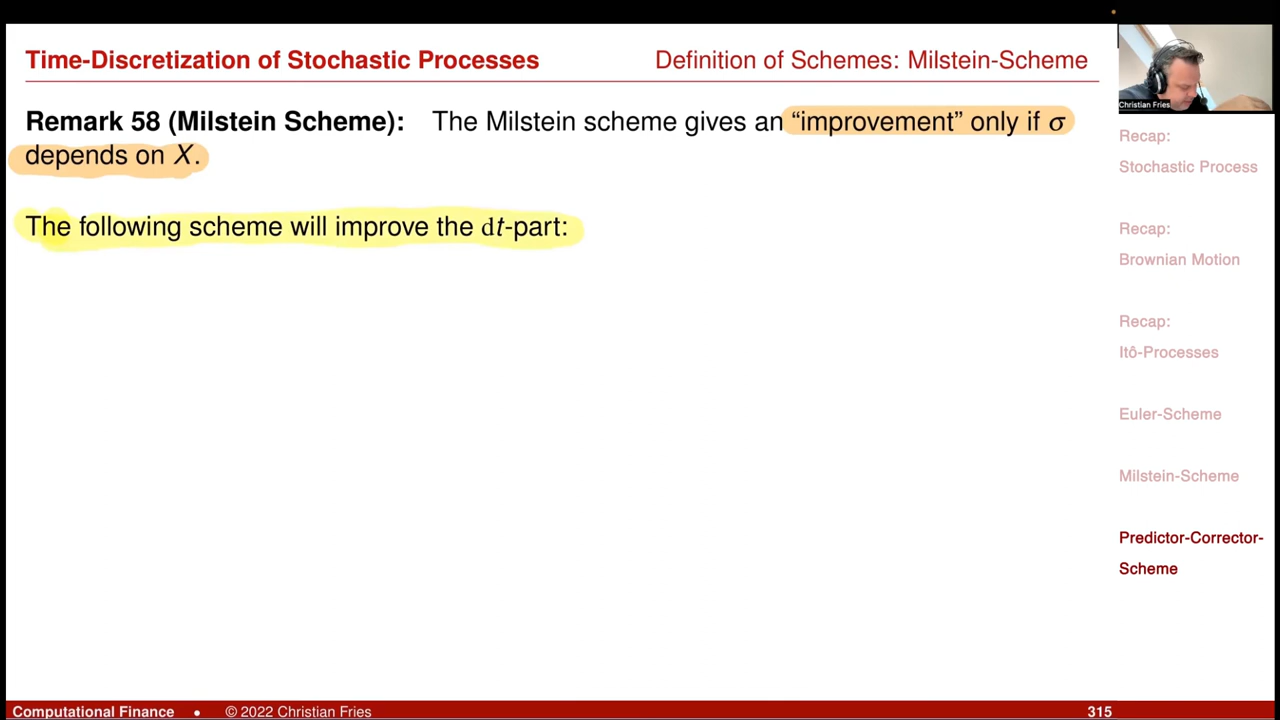 Time-Discretization of Stochastic Processes
Definition of Schemes: Milstein-Scheme
Christian Fries
Remark 58 (Milstein Scheme): The Milstein scheme gives an “improvement” only if σ
depends on X.
The following scheme will improve the dt-part:
Recap:
Stochastic Process
Recap:
Brownian Motion
Recap:
Itô-Processes
Euler-Scheme
Milstein-Scheme
Predictor-Corrector-
Scheme
Computational Finance • © 2022 Christian Fries
315